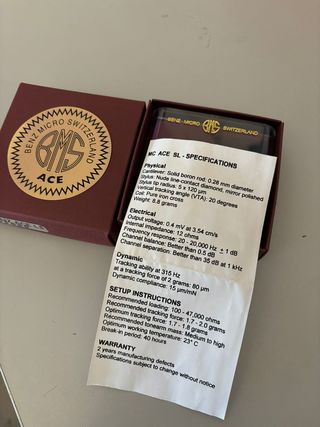 BENZ MICRO SWITZERLAND
BMS
ACE
BENZ-MICRO BMS SWITZERLAND
MC ACE SL - SPECIFICATIONS
Physical
Cantilever: Solid boron rod, 0.28 mm diameter
Stylus: Male line-contact diamond, mirror polished
Stylus tip radius: 5 x 120 µm
Vertical tracking angle (VTA): 20 degrees
Coil: Pure iron cross
Weight: 8.8 grams
Electrical
Output voltage: 0.4 mV at 3.54 cm/s
Internal impedance: 12 ohms
Frequency response: 20 - 20,000 Hz ± 1 dB
Channel balance: Better than 0.5 dB
Channel separation: Better than 35 dB at 1 kHz
Dynamic
Tracking ability at 315 Hz
at a tracking force of 2 grams: 80 µm
Dynamic compliance: 15 µm/mN
SETUP INSTRUCTIONS
Recommended loading: 100 - 47,000 ohms
Recommended tracking force: 1.7 - 2.0 grams
Optimum tracking force: 1.7 - 1.8 grams
Recommended tonearm mass: Medium to high
Optimum working temperature: 23° C
Break-in period: 40 hours
WARRANTY
2 years manufacturing defects
Specifications subject to change without notice